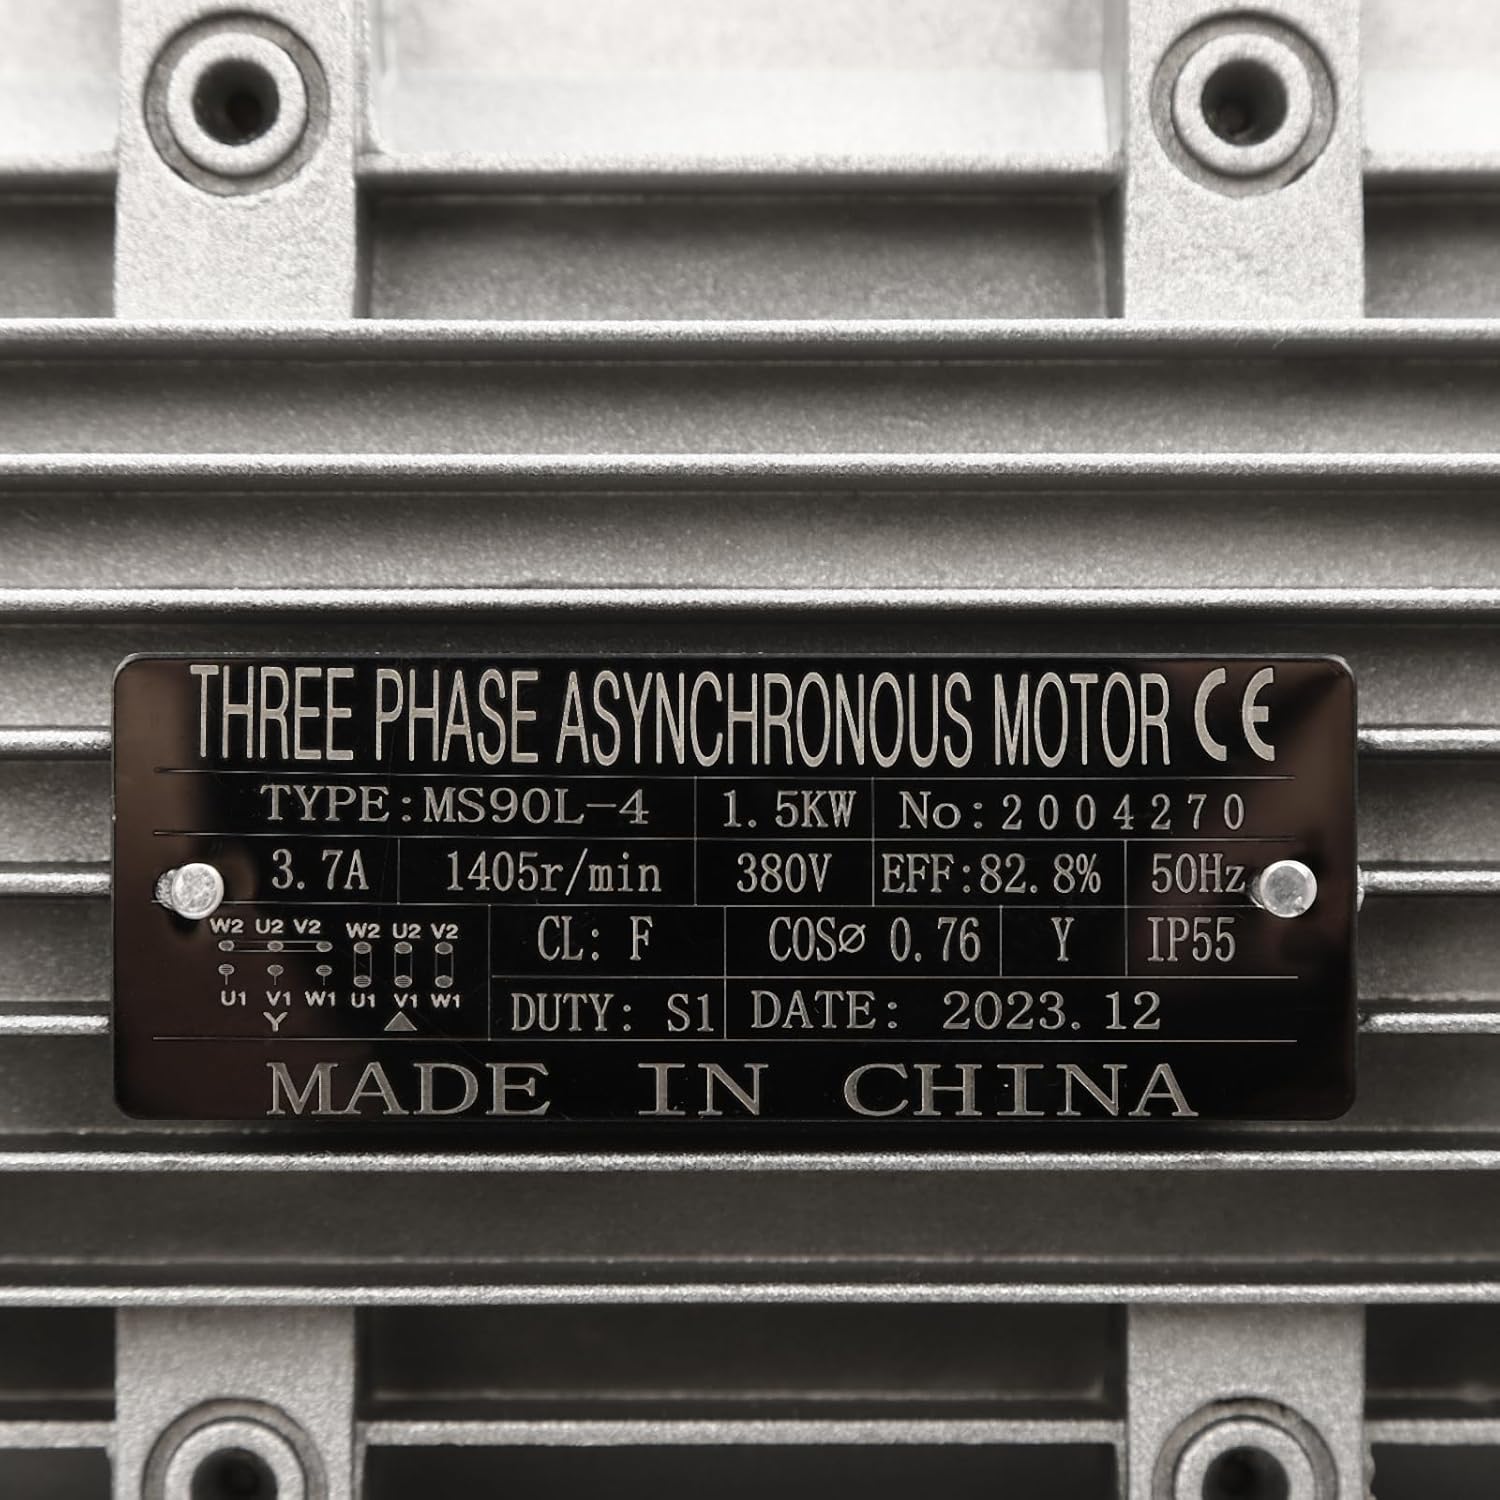 THREE PHASE ASYNCHRONOUS MOTOR CE
TYPE:MS90L-4 1.5KW No:2004270
3.7A 1405r/min 380V EFF:82.8% 50Hz
W2 U2 V2 W2 U2 V2 CL: F COSø 0.76 Y IP55
U1 V1 W1 U1 V1 W1
Y △ DUTY: S1 DATE: 2023.12
MADE IN CHINA